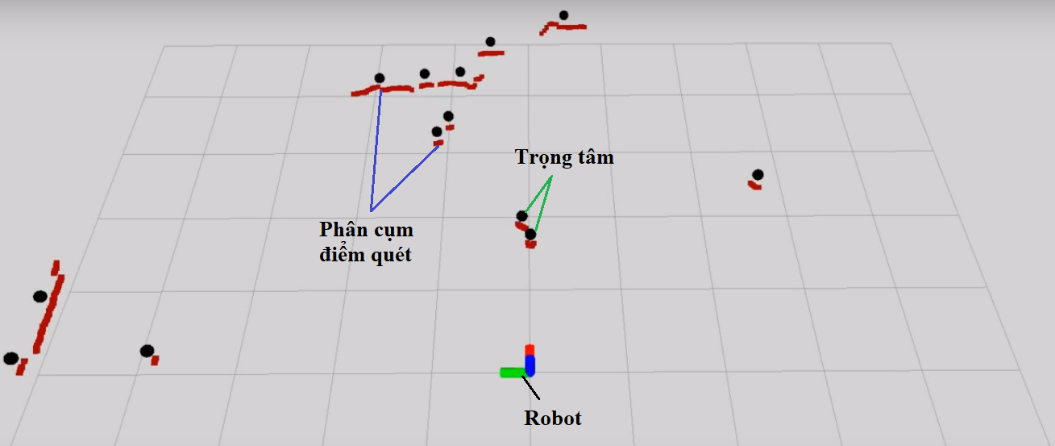 Trọng tâm
Phân cụm
điểm quét
Robot